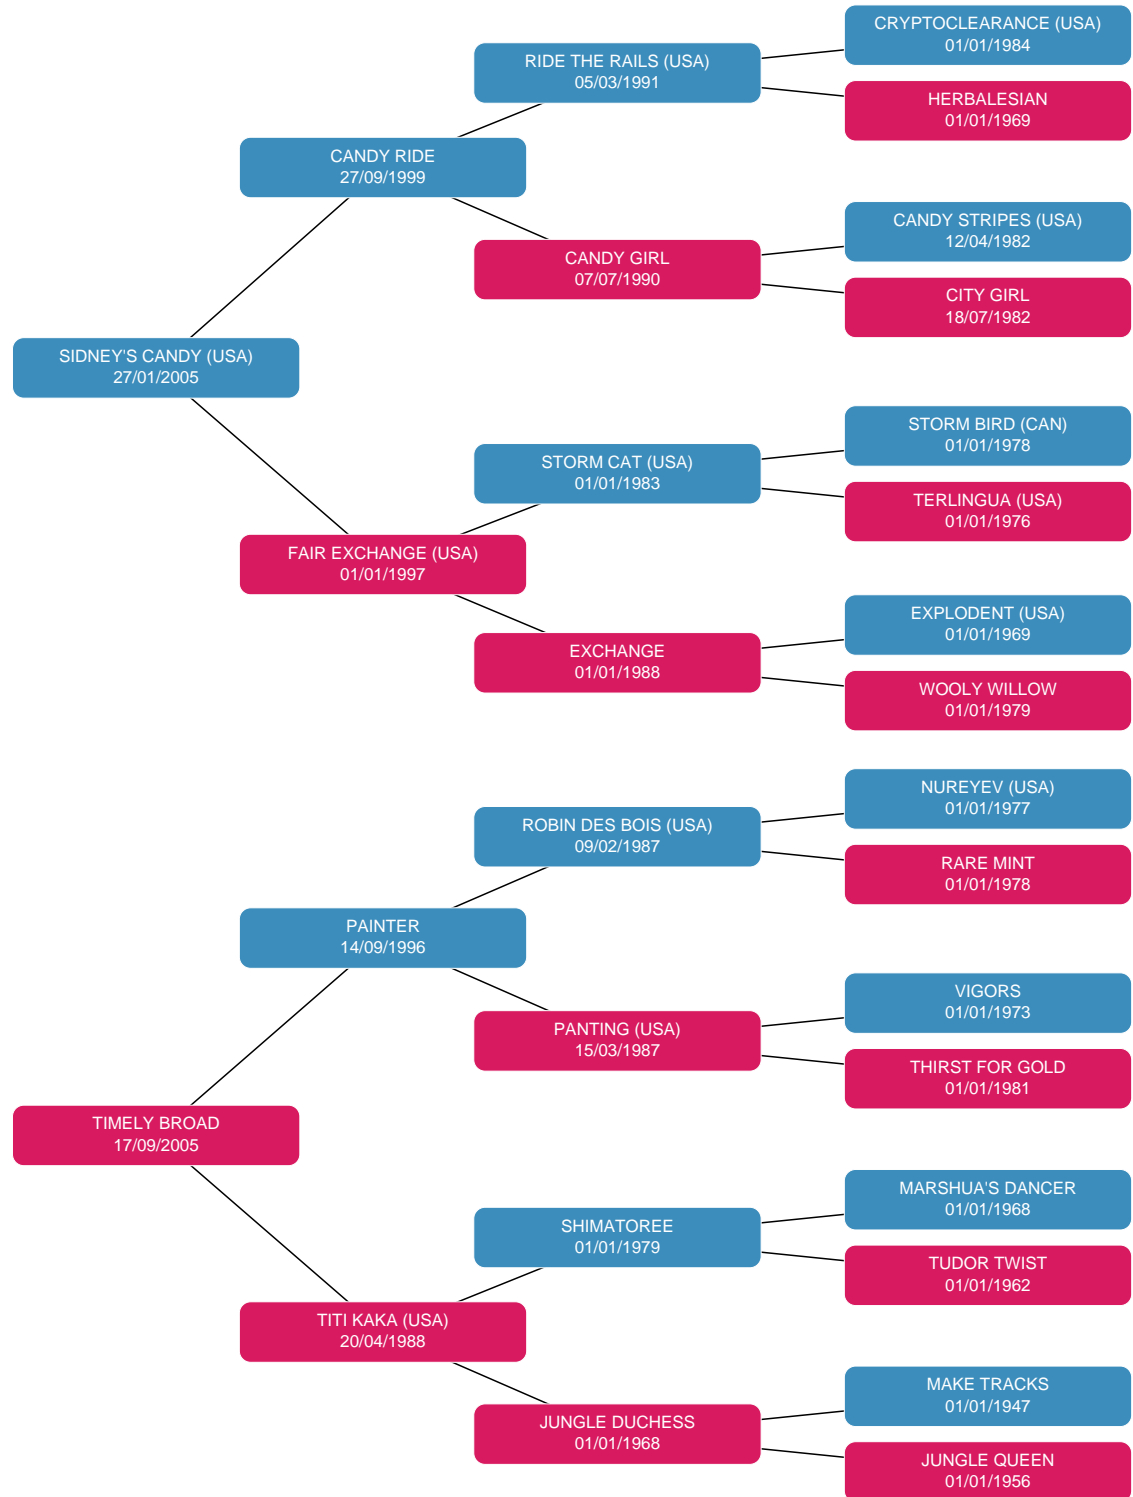 CRYPTOCLEARANCE (USA)
01/01/1984
RIDE THE RAILS (USA)
05/03/1991
HERBALESIAN
01/01/1969
CANDY RIDE
27/09/1999
CANDY STRIPES (USA)
12/04/1982
CANDY GIRL
07/07/1990
CITY GIRL
18/07/1982
SIDNEY'S CANDY (USA)
27/01/2005
STORM BIRD (CAN)
01/01/1978
STORM CAT (USA)
01/01/1983
TERLINGUA (USA)
01/01/1976
FAIR EXCHANGE (USA)
01/01/1997
EXPLODENT (USA)
01/01/1969
EXCHANGE
01/01/1988
WOOLY WILLOW
01/01/1979
NUREYEV (USA)
01/01/1977
ROBIN DES BOIS (USA)
09/02/1987
RARE MINT
01/01/1978
PAINTER
14/09/1996
VIGORS
01/01/1973
PANTING (USA)
15/03/1987
THIRST FOR GOLD
01/01/1981
TIMELY BROAD
17/09/2005
MARSHUA'S DANCER
01/01/1968
SHIMATOREE
01/01/1979
TUDOR TWIST
01/01/1962
TITI KAKA (USA)
20/04/1988
MAKE TRACKS
01/01/1947
JUNGLE DUCHESS
01/01/1968
JUNGLE QUEEN
01/01/1956